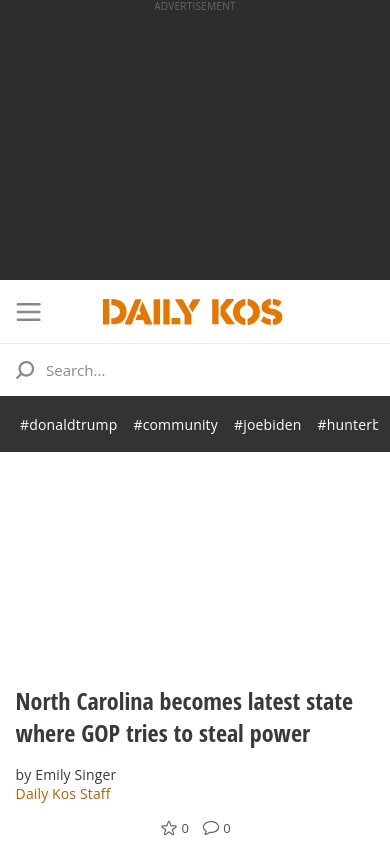 ADVERTISEMENT
DAILY KOS
Search...
#donaldtrump #community #joebiden #hunterb
North Carolina becomes latest state
where GOP tries to steal power
by Emily Singer
Daily Kos Staff
0 0